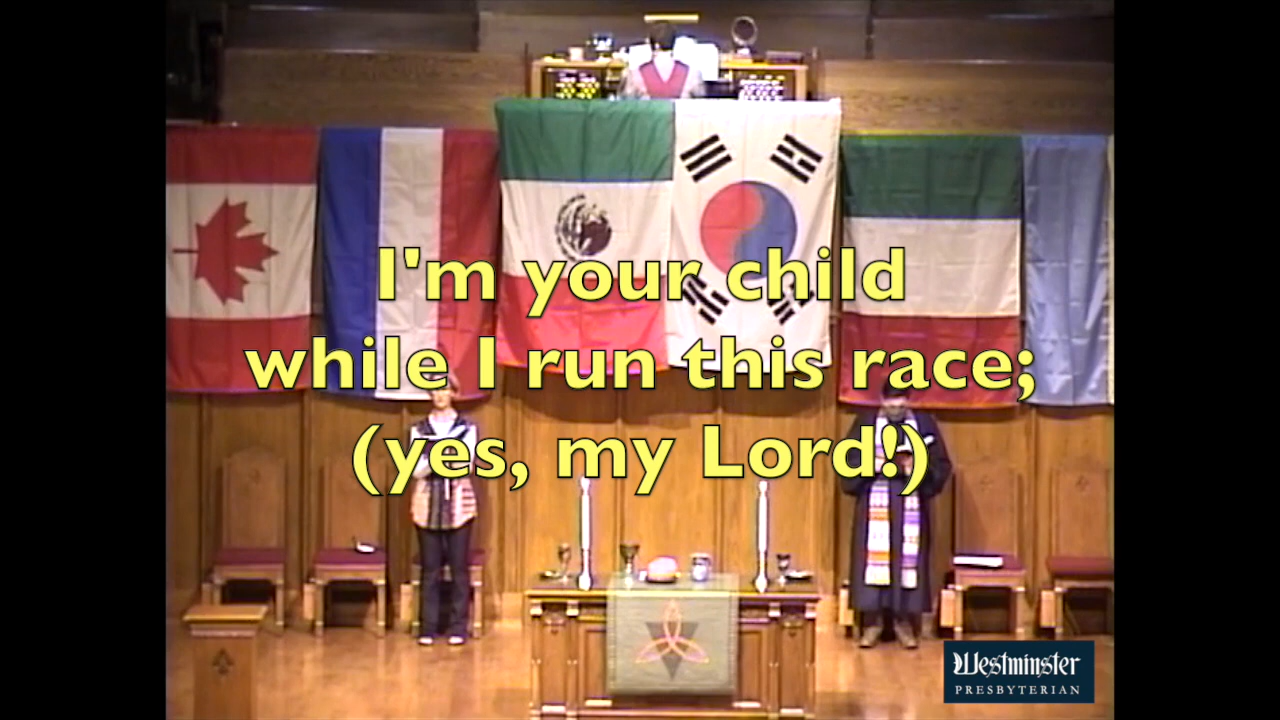 I'm your child
while I run this race;
(yes, my Lord!)
Westminster
PRESBYTERIAN